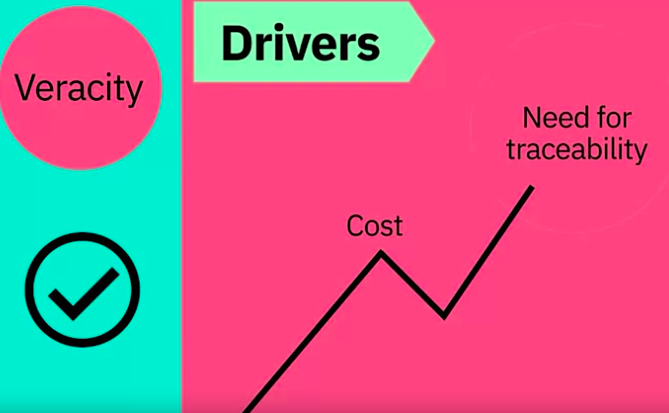 Veracity
Drivers
Cost
Need for
traceability